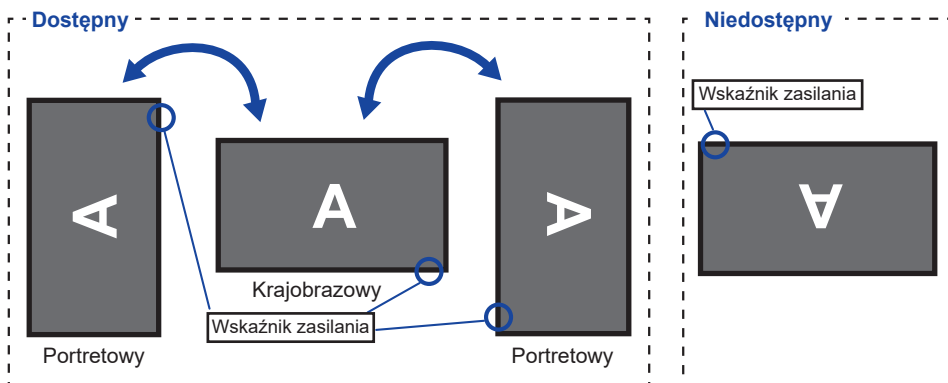 Dostępny
Niedostępny
Wskaźnik zasilania
A
A
A
A
Krajobrazowy
Wskaźnik zasilania
Portretowy
Portretowy